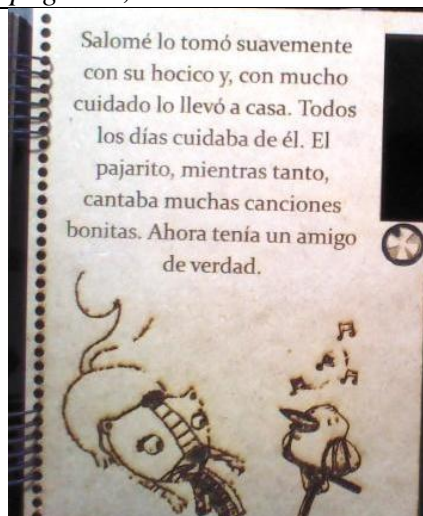 Salomé lo tomó suavemente
con su hocico y, con mucho
cuidado lo llevó a casa. Todos
los días cuidaba de él. El
pajarito, mientras tanto,
cantaba muchas canciones
bonitas. Ahora tenía un amigo
de verdad.